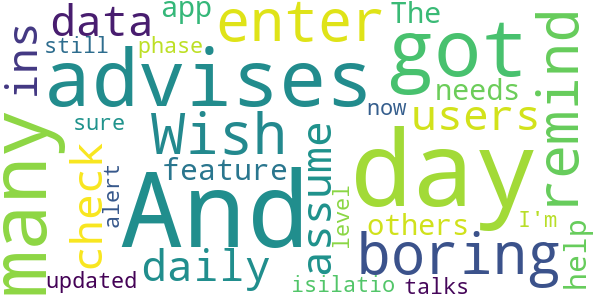 app
The
data
enter
still
phase
ins
advises
got
remind
needs
now
users
sure
Wish
feature
many
check
alert
And
assume
day
level
others
I'm
boring
help
daily
updated
isilatio
talks